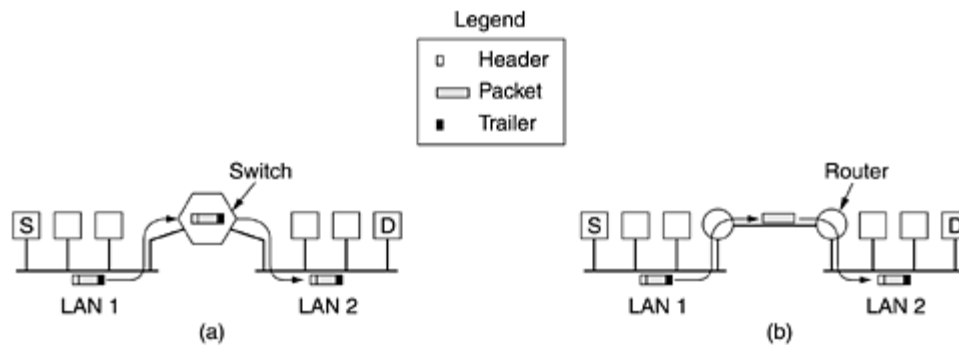 Legend
Header
Packet
Trailer
Switch
Router
S
D
S
D
LAN 1
LAN 2
LAN 1
LAN 2
(a)
(b)